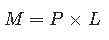 M = P × L